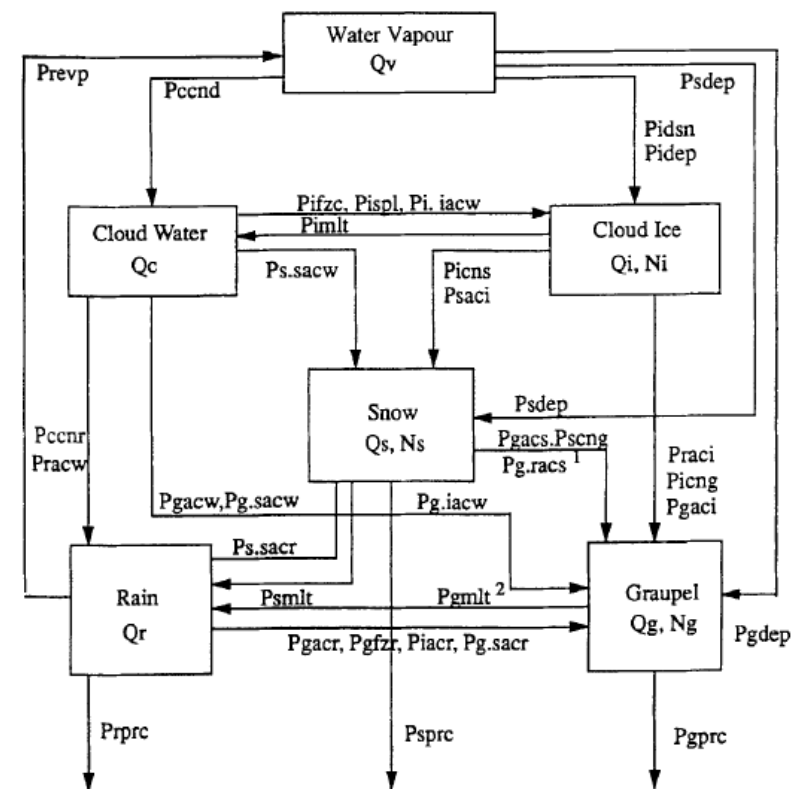 Water Vapour
Qv
Prevp
Pccnd
Psdep
Pidsn
Pidep
Cloud Water
Qc
Pifzc, Pispl, Pi. iacw
Pimlt
Cloud Ice
Qi, Ni
Ps.sacw
Picns
Psaci
Snow
Qs, Ns
Psdep
Pgacs.Pscng
Pg.racs 1
Pccnr
Pracw
Praci
Picng
Pgaci
Pgacw,Pg.sacw
Pg.iacw
Ps.sacr
Rain
Qr
Psmlt
Pgmlt 2
Graupel
Qg, Ng
Pgdep
Pgacr, Pgfzr, Piacr, Pg.sacr
Prprc
Psprc
Pgprc